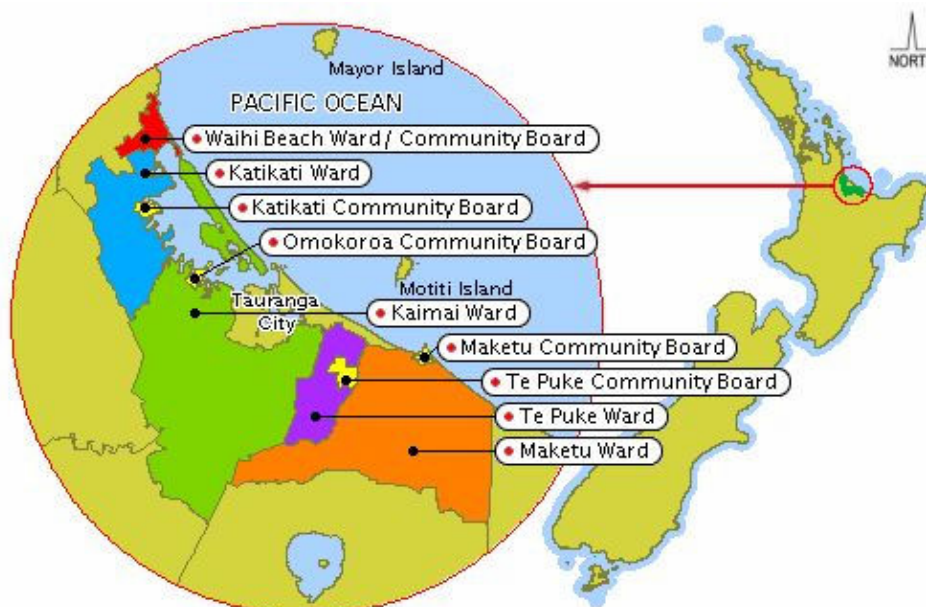 Mayor Island
NORTH
PACIFIC OCEAN
Waihi Beach Ward / Community Board
Katikati Ward
Katikati Community Board
Omokoroa Community Board
Motiti Island
Tauranga
City
Kaimai Ward
Maketu Community Board
Te Puke Community Board
Te Puke Ward
Maketu Ward